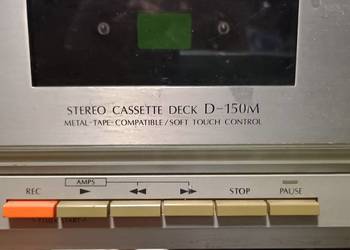 STEREO CASSETTE DECK D-150M
METAL-TAPE: COMPATIBLE/SOFT TOUCH CONTROL
AMPS
REC ▶ ◀◀ ▶▶ STOP PAUSE